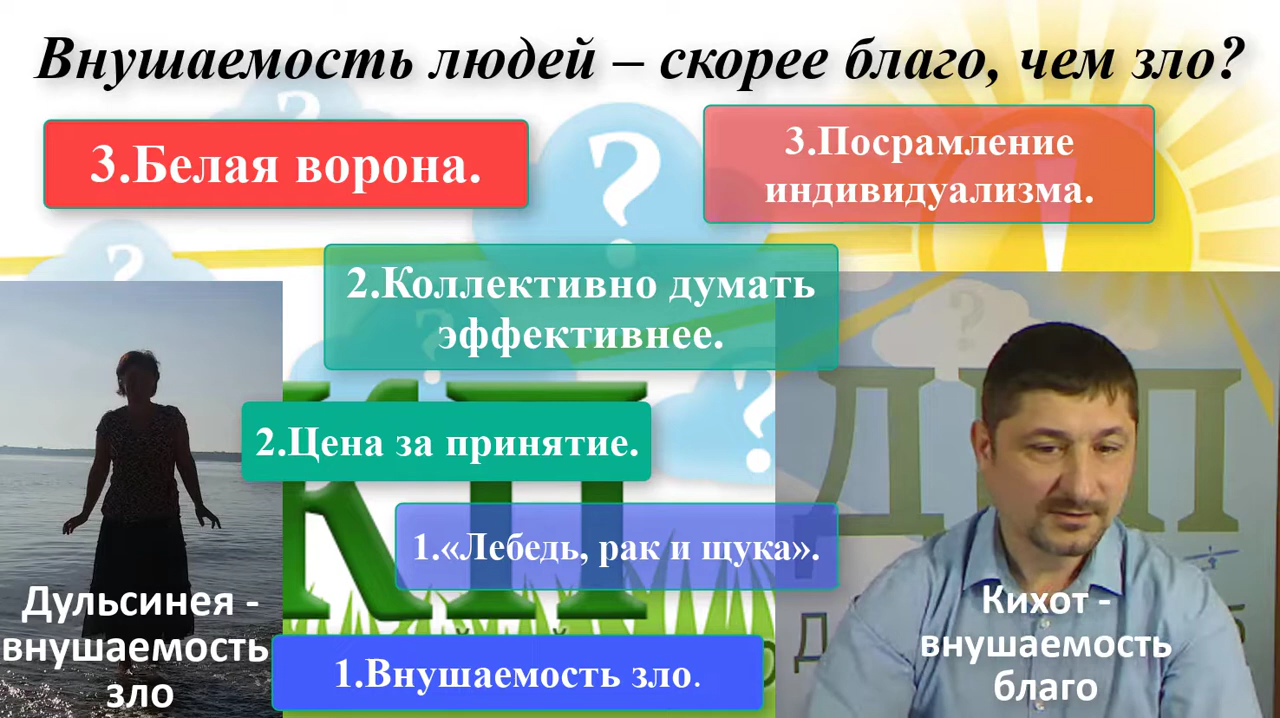 Внушаемость людей – скорее благо, чем зло?
3.Белая ворона.
3.Посрамление
индивидуализма.
2.Коллективно думать
эффективнее.
2.Цена за принятие.
1.«Лебедь, рак и щука».
1.Внушаемость зло.
Дульсинея -
внушаемость
зло
Кихот -
внушаемость
благо
КП